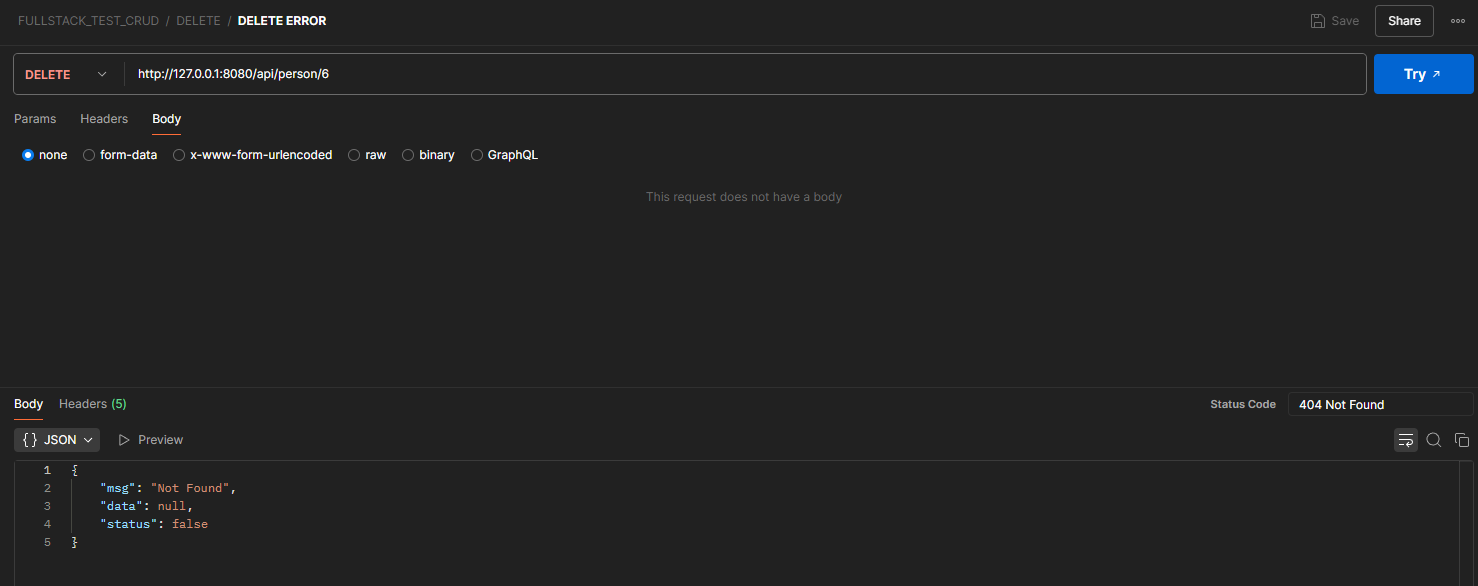 FULLSTACK_TEST_CRUD / DELETE / DELETE ERROR Save Share
DELETE http://127.0.0.1:8080/api/person/6 Try
Params Headers Body
none form-data x-www-form-urlencoded raw binary GraphQL
This request does not have a body
Body Headers (5) Status Code 404 Not Found
{} JSON Preview
1 {
2 "msg": "Not Found",
3 "data": null,
4 "status": false
5 }